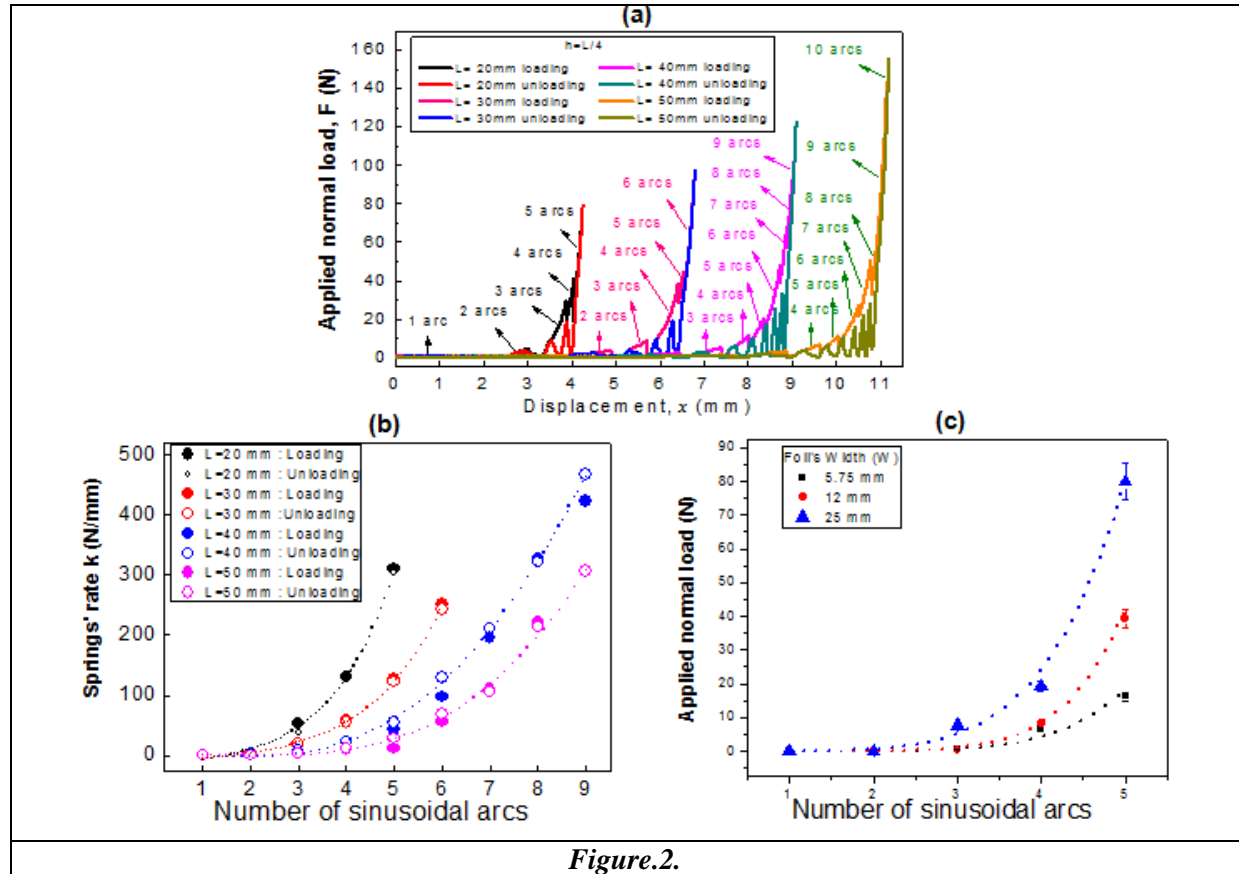 (a)
h=L/4
L= 20mm loading
L= 20mm unloading
L= 30mm loading
L= 30mm unloading
L= 40mm loading
L= 40mm unloading
L= 50mm loading
L= 50mm unloading
Applied normal load, F (N)
160
140
120
100
80
60
40
20
0
1 arc
2 arcs
3 arcs
4 arcs
5 arcs
2 arcs
3 arcs
4 arcs
5 arcs
6 arcs
3 arcs
4 arcs
5 arcs
6 arcs
7 arcs
8 arcs
9 arcs
4 arcs
5 arcs
6 arcs
7 arcs
8 arcs
9 arcs
10 arcs
0 1 2 3 4 5 6 7 8 9 10 11
Displacement, x (mm)
(b)
L=20 mm : Loading
L=20 mm : Unloading
L=30 mm : Loading
L=30 mm : Unloading
L=40 mm : Loading
L=40 mm : Unloading
L=50 mm : Loading
L=50 mm : Unloading
Springs' rate k (N/mm)
500
400
300
200
100
0
1 2 3 4 5 6 7 8 9
Number of sinusoidal arcs
(c)
Foil's Width (W)
5.75 mm
12 mm
25 mm
Applied normal load (N)
90
80
70
60
50
40
30
20
10
0
1 2 3 4 5
Number of sinusoidal arcs
Figure.2.